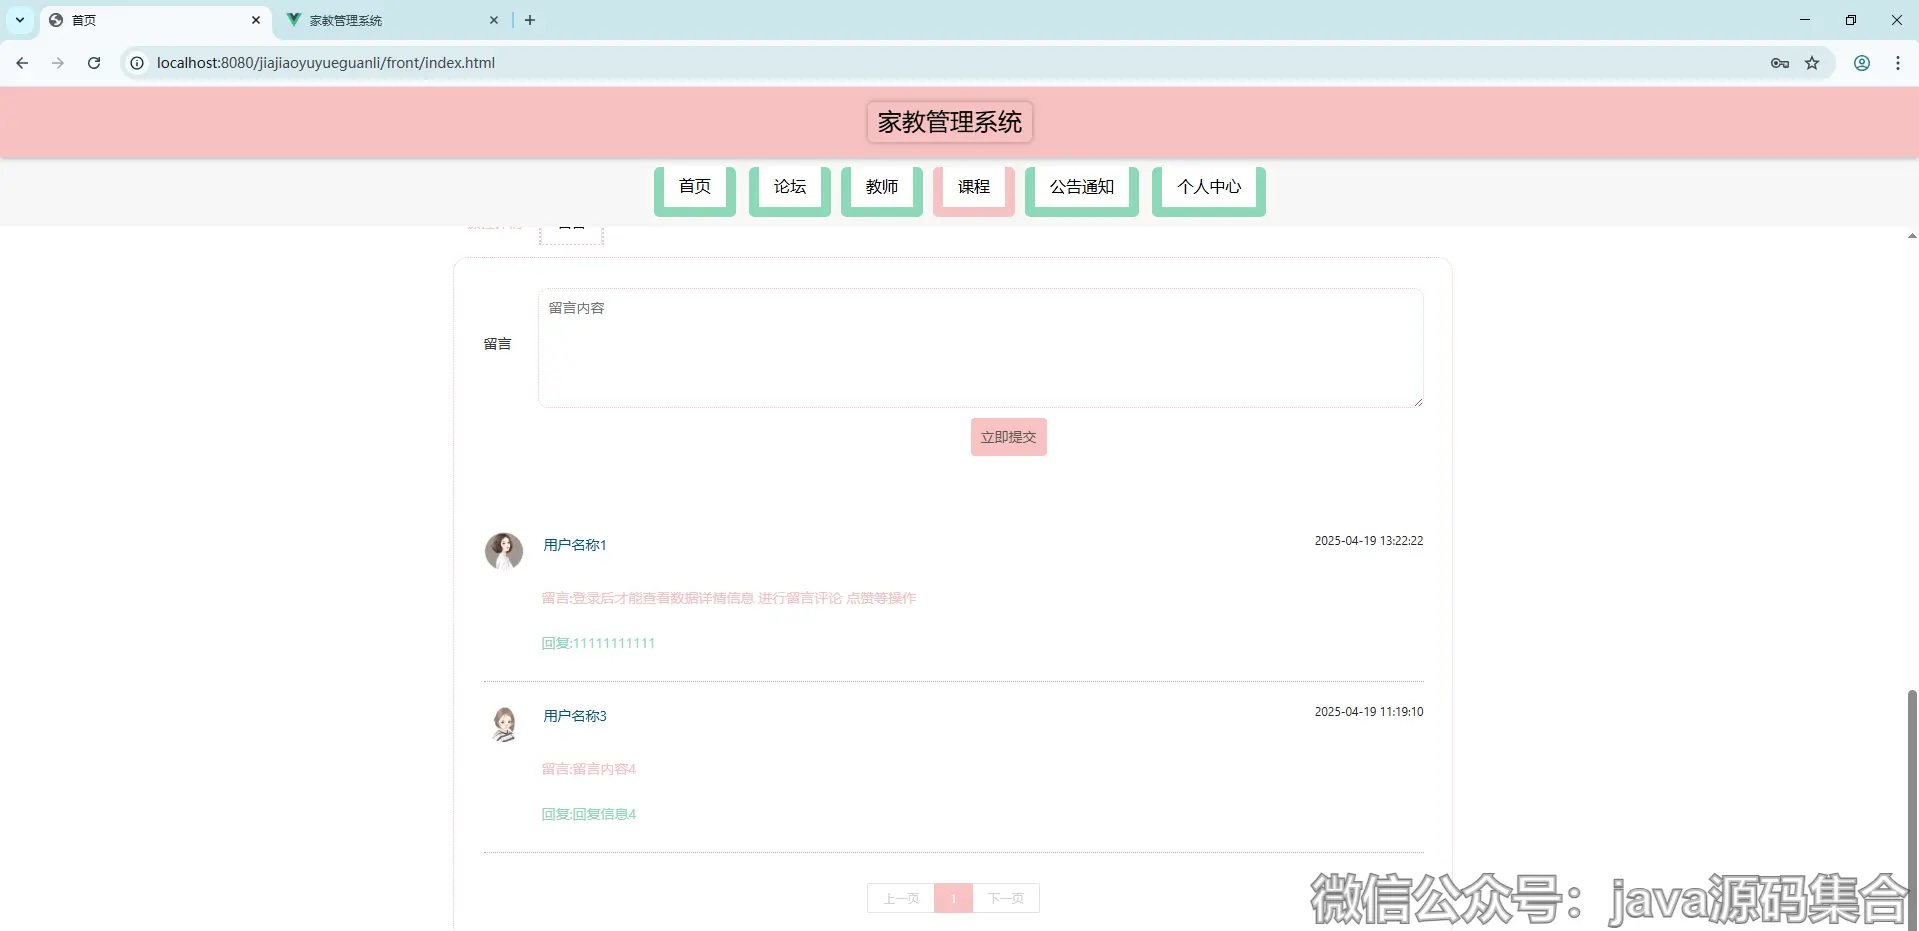 首页
家教管理系统
localhost:8080/jiajiaoyuyueguanli/front/index.html
家教管理系统
首页
论坛
教师
课程
公告通知
个人中心
留言
留言内容
立即提交
用户名称1
2025-04-19 13:22:22
留言:登录后才能查看数据详情信息 进行留言评论 点赞等操作
回复:11111111111
用户名称3
2025-04-19 11:19:10
留言:留言内容4
回复:回复信息4
上一页
1
下一页
微信公众号：java源码集合